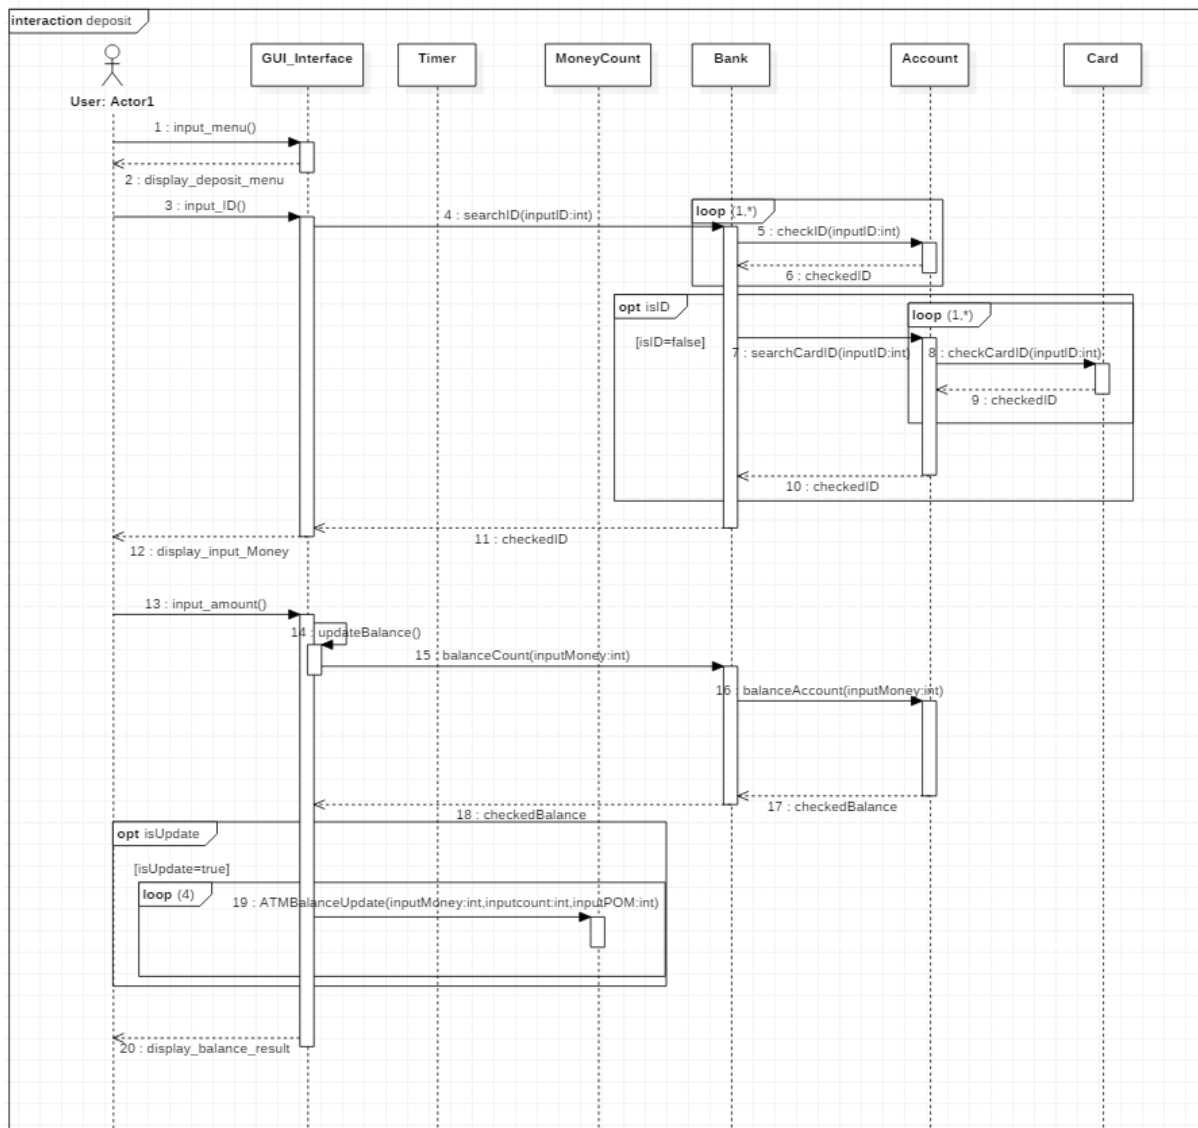 interaction deposit
GUI_Interface
Timer
MoneyCount
Bank
Account
Card
User: Actor1
1 : input_menu()
2 : display_deposit_menu
3 : input_ID()
4 : searchID(inputID:int)
loop (1,*)
5 : checkID(inputID:int)
6 : checkedID
opt isID
loop (1,*)
[isID=false]
7 : searchCardID(inputID:int)
8 : checkCardID(inputID:int)
9 : checkedID
10 : checkedID
11 : checkedID
12 : display_input_Money
13 : input_amount()
14 : updateBalance()
15 : balanceCount(inputMoney:int)
16 : balanceAccount(inputMoney:int)
17 : checkedBalance
18 : checkedBalance
opt isUpdate
[isUpdate=true]
loop (4)
19 : ATMBalanceUpdate(inputMoney:int,inputcount:int,inputPOM:int)
20 : display_balance_result